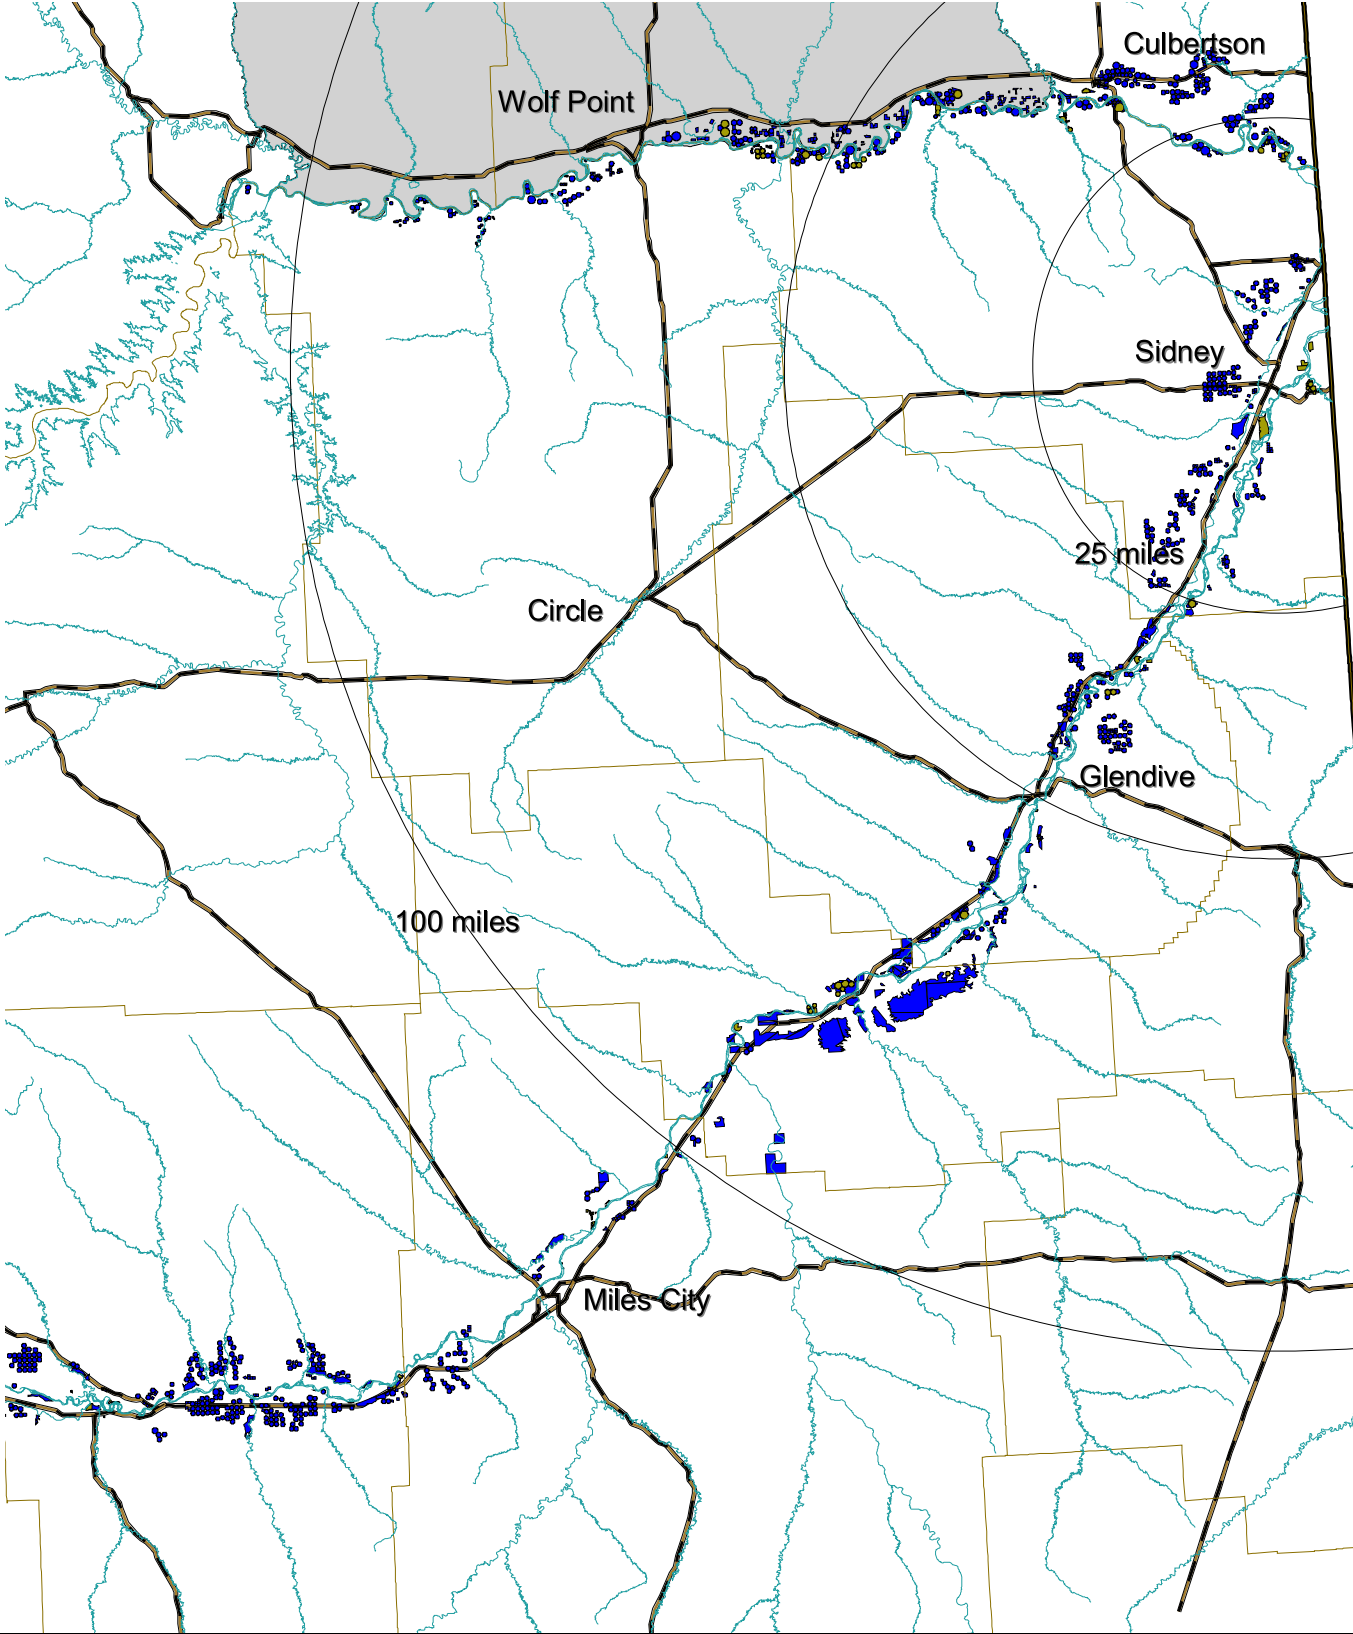 Culbertson
Wolf Point
Sidney
25 miles
Circle
Glendive
100 miles
Miles City